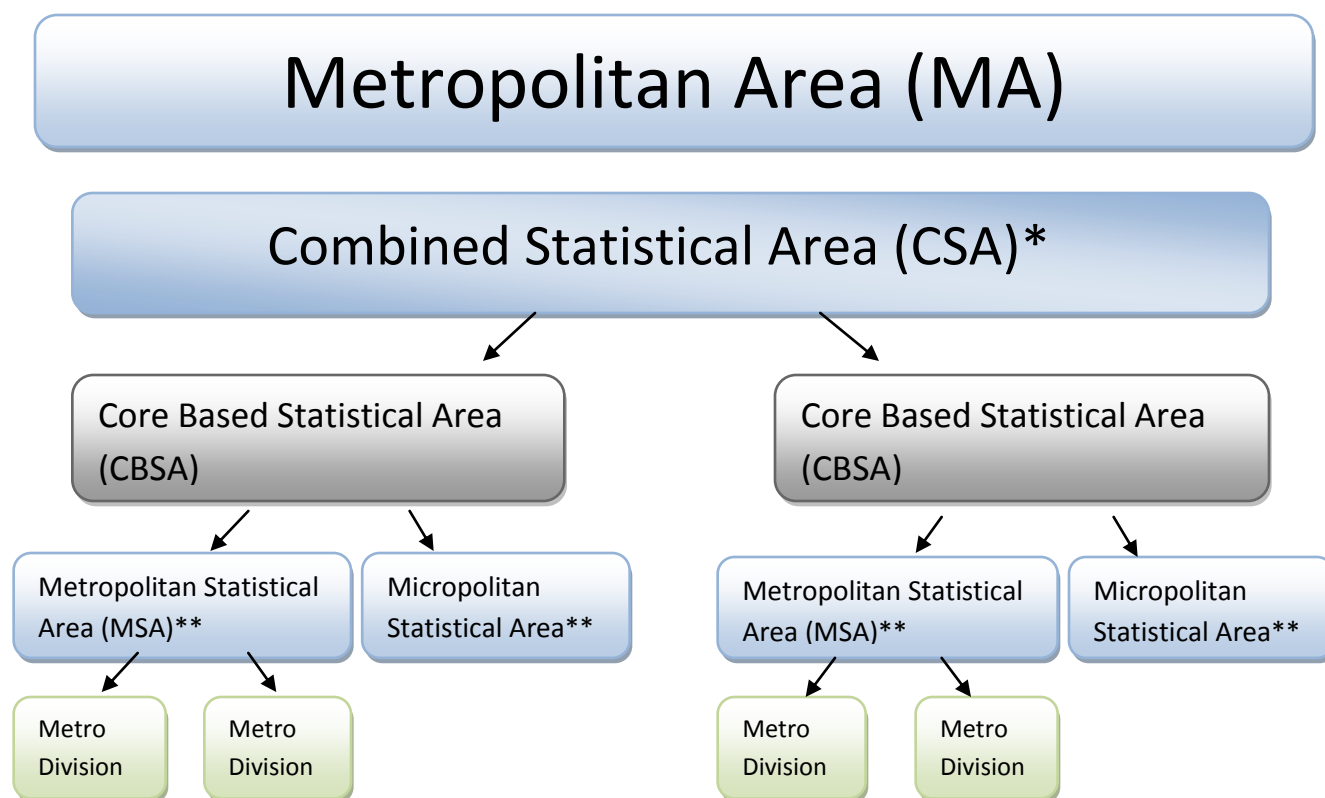 Metropolitan Area (MA)
Combined Statistical Area (CSA)*
Core Based Statistical Area
(CBSA)
Core Based Statistical Area
(CBSA)
Metropolitan Statistical
Area (MSA)**
Micropolitan
Statistical Area**
Metropolitan Statistical
Area (MSA)**
Micropolitan
Statistical Area**
Metro
Division
Metro
Division
Metro
Division
Metro
Division